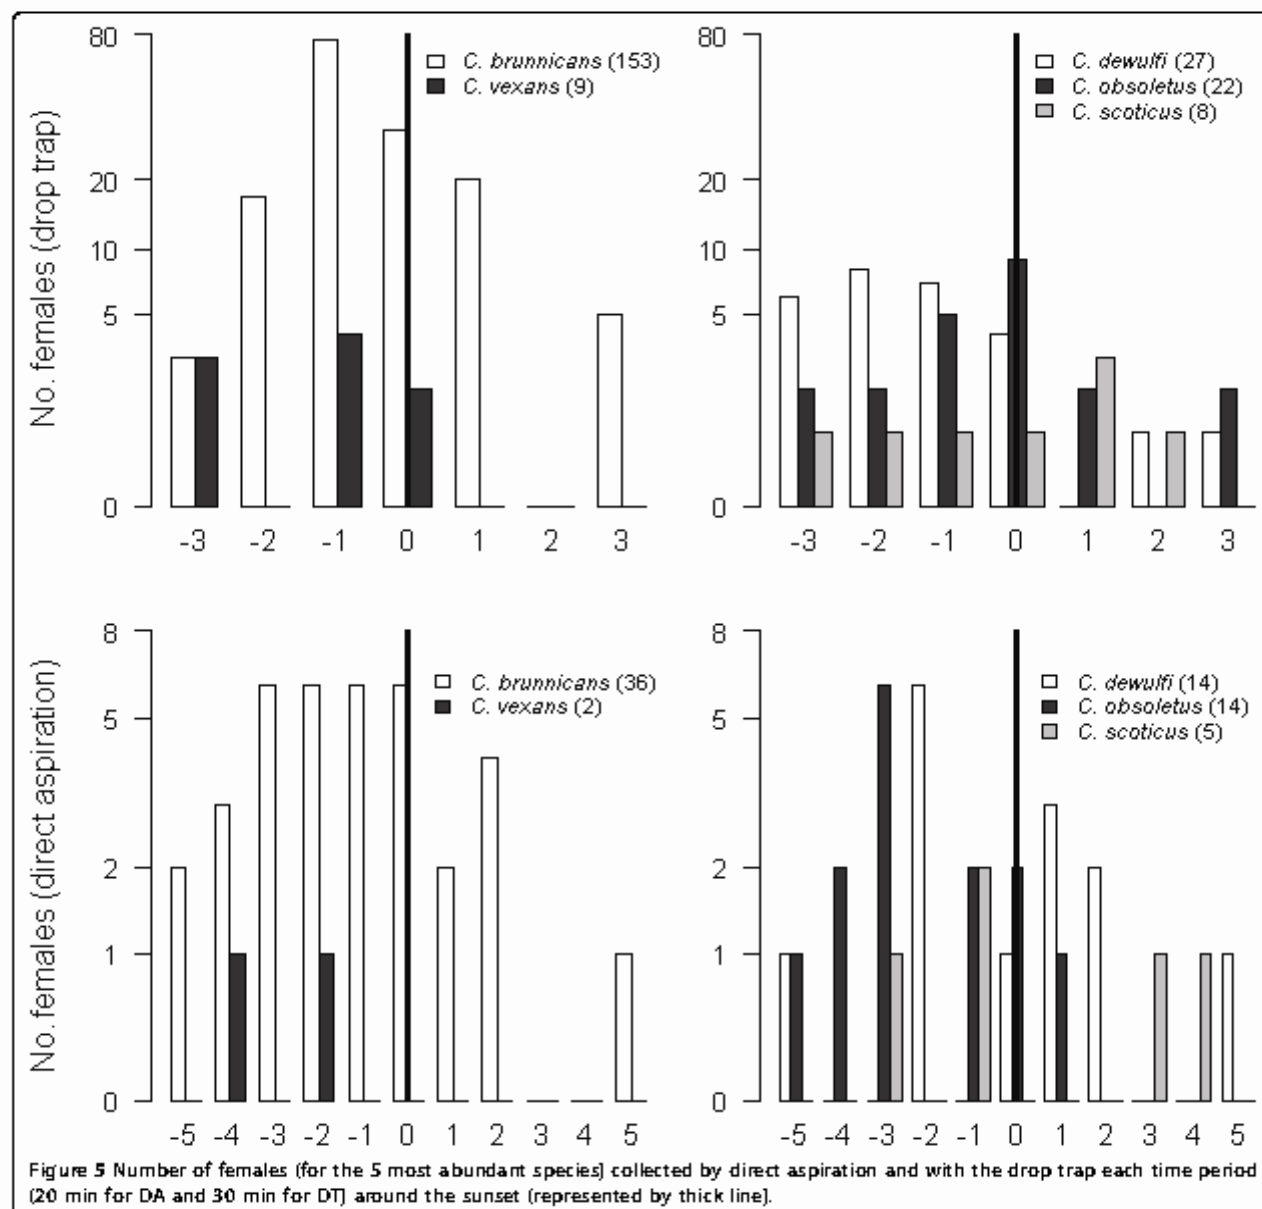 No. females (drop trap)
80
20
10
5
0
C. brunnicans (153)
C. vexans (9)
-3 -2 -1 0 1 2 3
80
20
10
5
0
C. dewulfi (27)
C. obsoletus (22)
C. scoticus (8)
-3 -2 -1 0 1 2 3
No. females (direct aspiration)
8
5
2
1
0
C. brunnicans (36)
C. vexans (2)
-5 -4 -3 -2 -1 0 1 2 3 4 5
8
5
2
1
0
C. dewulfi (14)
C. obsoletus (14)
C. scoticus (5)
-5 -4 -3 -2 -1 0 1 2 3 4 5
Figure 5 Number of females (for the 5 most abundant species) collected by direct aspiration and with the drop trap each time period
(20 min for DA and 30 min for DT) around the sunset (represented by thick line).